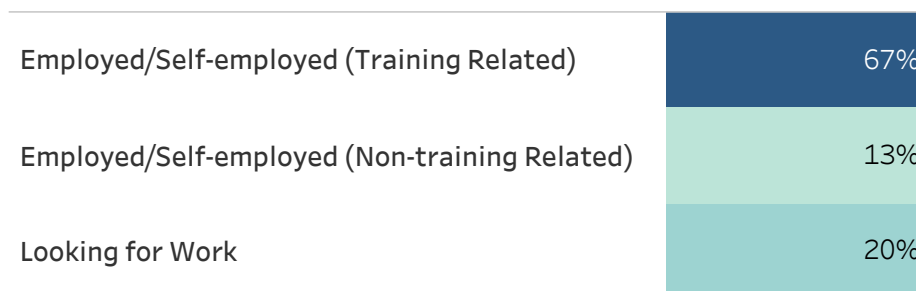 Employed/Self-employed (Training Related) 67%
Employed/Self-employed (Non-training Related) 13%
Looking for Work 20%